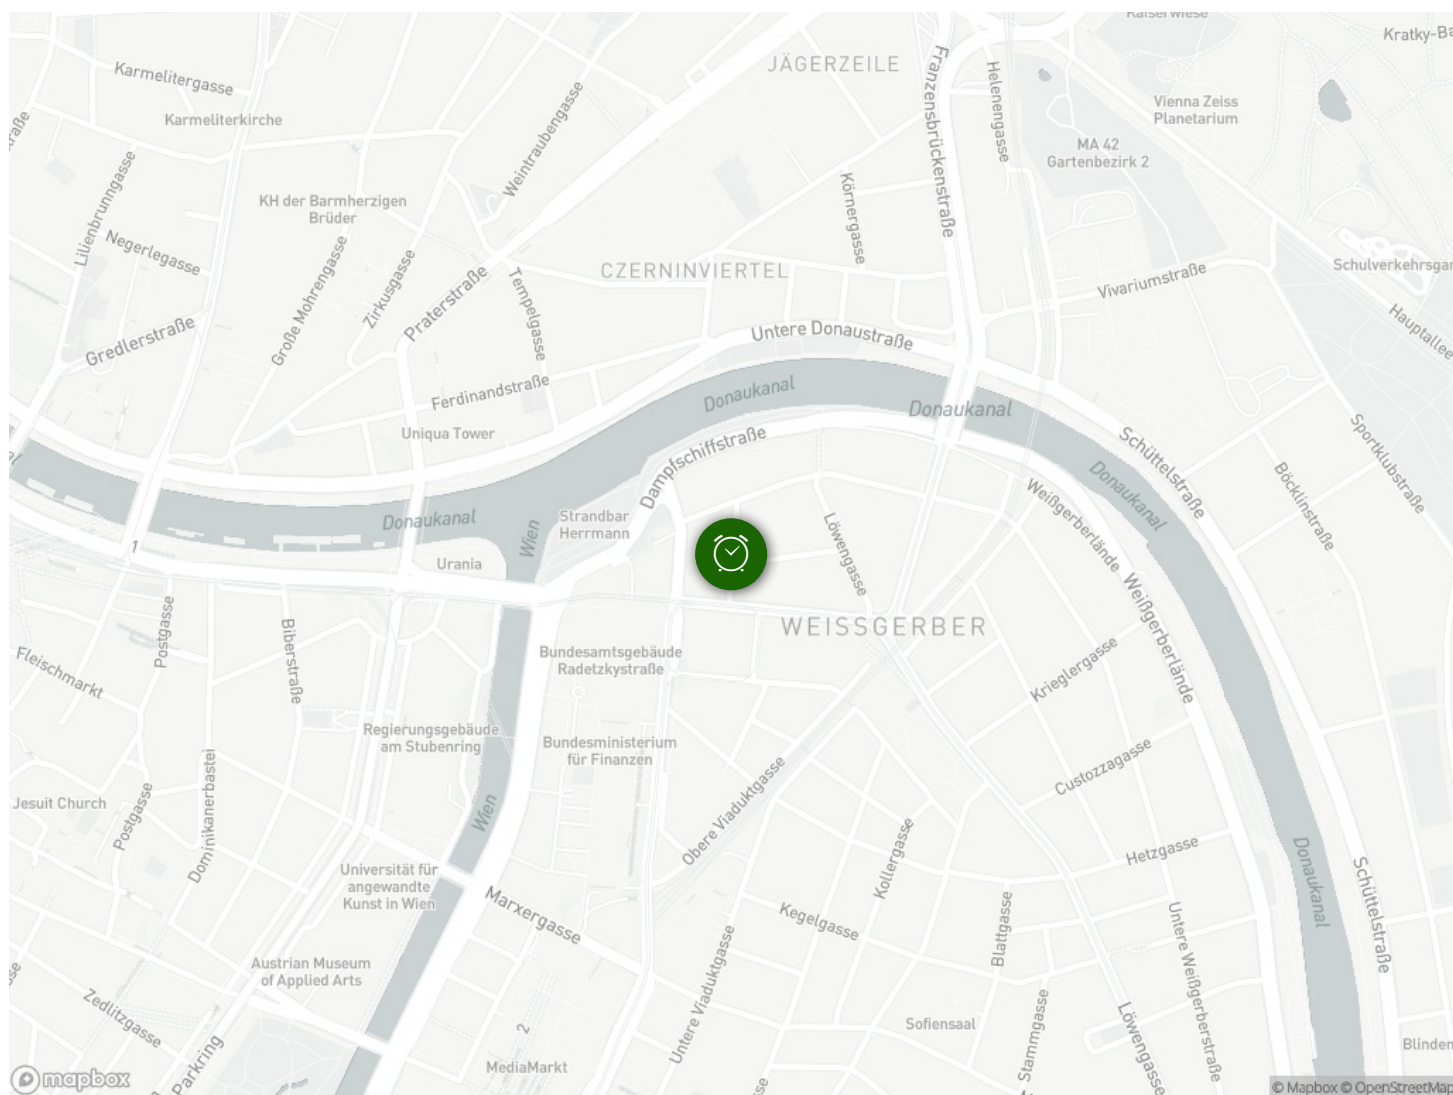 Kaiserwiese
Kratky-Ba
JÄGERZEILE
Franzensbrückenstraße
Helenengasse
Karmelitergasse
Karmeliterkirche
Weintraubengasse
Vienna Zeiss
Planetarium
MA 42
Gartenbezirk 2
Lilienbrunngasse
KH der Barmherzigen
Brüder
Körnergasse
Negerlegasse
Große Mohrengasse
Zirkusgasse
Praterstraße
Tempelgasse
CZERNINVIERTEL
Vivariumstraße
Schulverkehrsgar
Hauptallee
Gredlerstraße
Untere Donaustraße
Ferdinandstraße
Donaukanal
Donaukanal
Uniqua Tower
Dampfschiffstraße
Schüttelstraße
Sportklubstraße
Böcklinstraße
Donaukanal
Donaukanal
Wien
Strandbar
Herrmann
Löwengasse
Weißgerberlände
1
Urania
Weißgerberlände
WEISSGERBER
Postgasse
Biberstraße
Fleischmarkt
Bundesamtsgebäude
Radetzkystraße
Krieglergasse
Regierungsgebäude
am Stubenring
Bundesministerium
für Finanzen
Custozzagasse
Jesuit Church
Postgasse
Dominikanerbastei
Wien
Obere Viaduktgasse
Kollergasse
Hetzgasse
Donaukanal
Schüttelstraße
Universität für
angewandte
Kunst in Wien
Marxergasse
Kegelgasse
Blattgasse
Untere Weißgerberstraße
Austrian Museum
of Applied Arts
Untere Viaduktgasse
Zedlitzgasse
Parkring
2
Sofiensaal
Stammgasse
Löwengasse
MediaMarkt
Blinden
mapbox
© Mapbox © OpenStreetMap